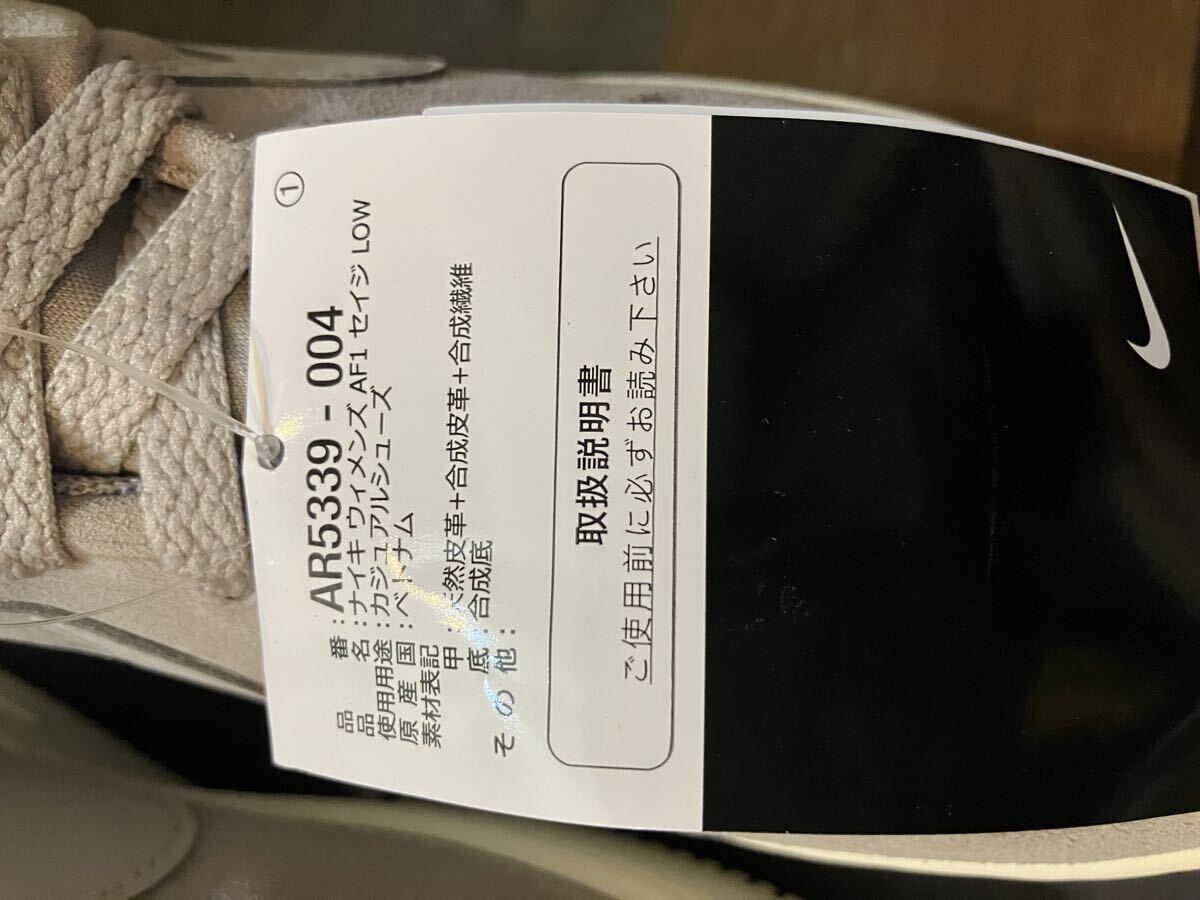 ①
品番:AR5339 - 004
品名:ナイキ ウィメンズ AF1 セイジ LOW
使用用途:カジュアルシューズ
原産国:ベトナム
素材表記
甲:天然皮革+合成皮革+合成繊維
底:合成底
その他:
取扱説明書
ご使用前に必ずお読み下さい